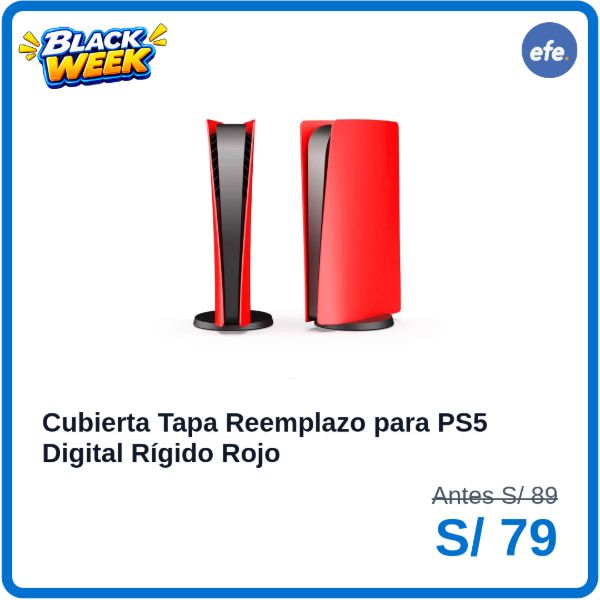 BLACK
WEEK
efe.
Cubierta Tapa Reemplazo para PS5
Digital Rígido Rojo
Antes S/ 89
S/ 79